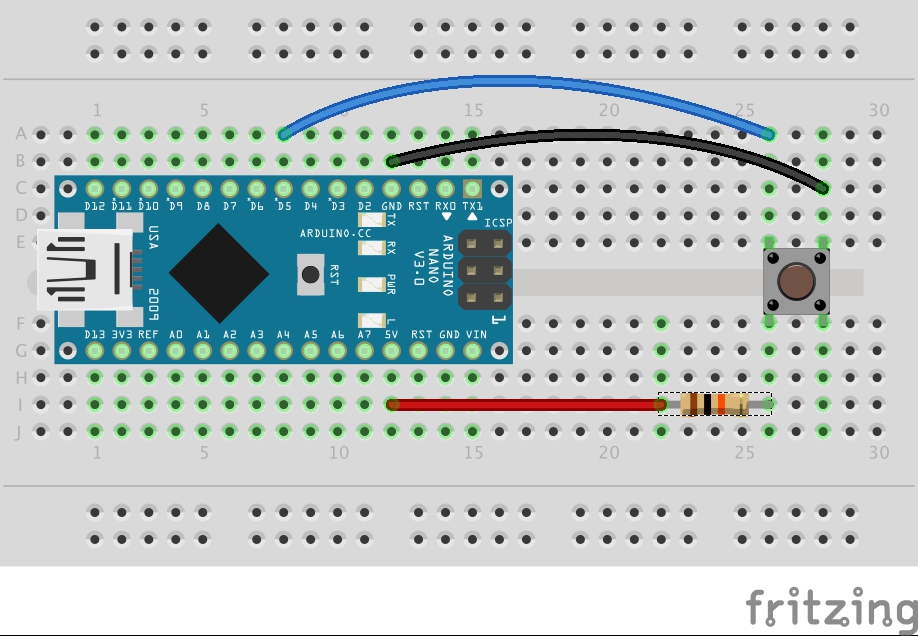 1 5 15 20 25 30
A
B
C
D12 D11 D10 *D9 D8 D7 *D6 *D5 D4 *D3 D2 GND RST RX0 TX1
D
TX
ICSP
ARDUINO.CC
E
USA
RX
ARDUINO
NANO
V3.0
RST
PWR
2009
L
1
F
D13 3V3 REF A0 A1 A2 A3 A4 A5 A6 A7 5V RST GND VIN
G
H
I
J
1 5 10 15 20 25 30
fritzing